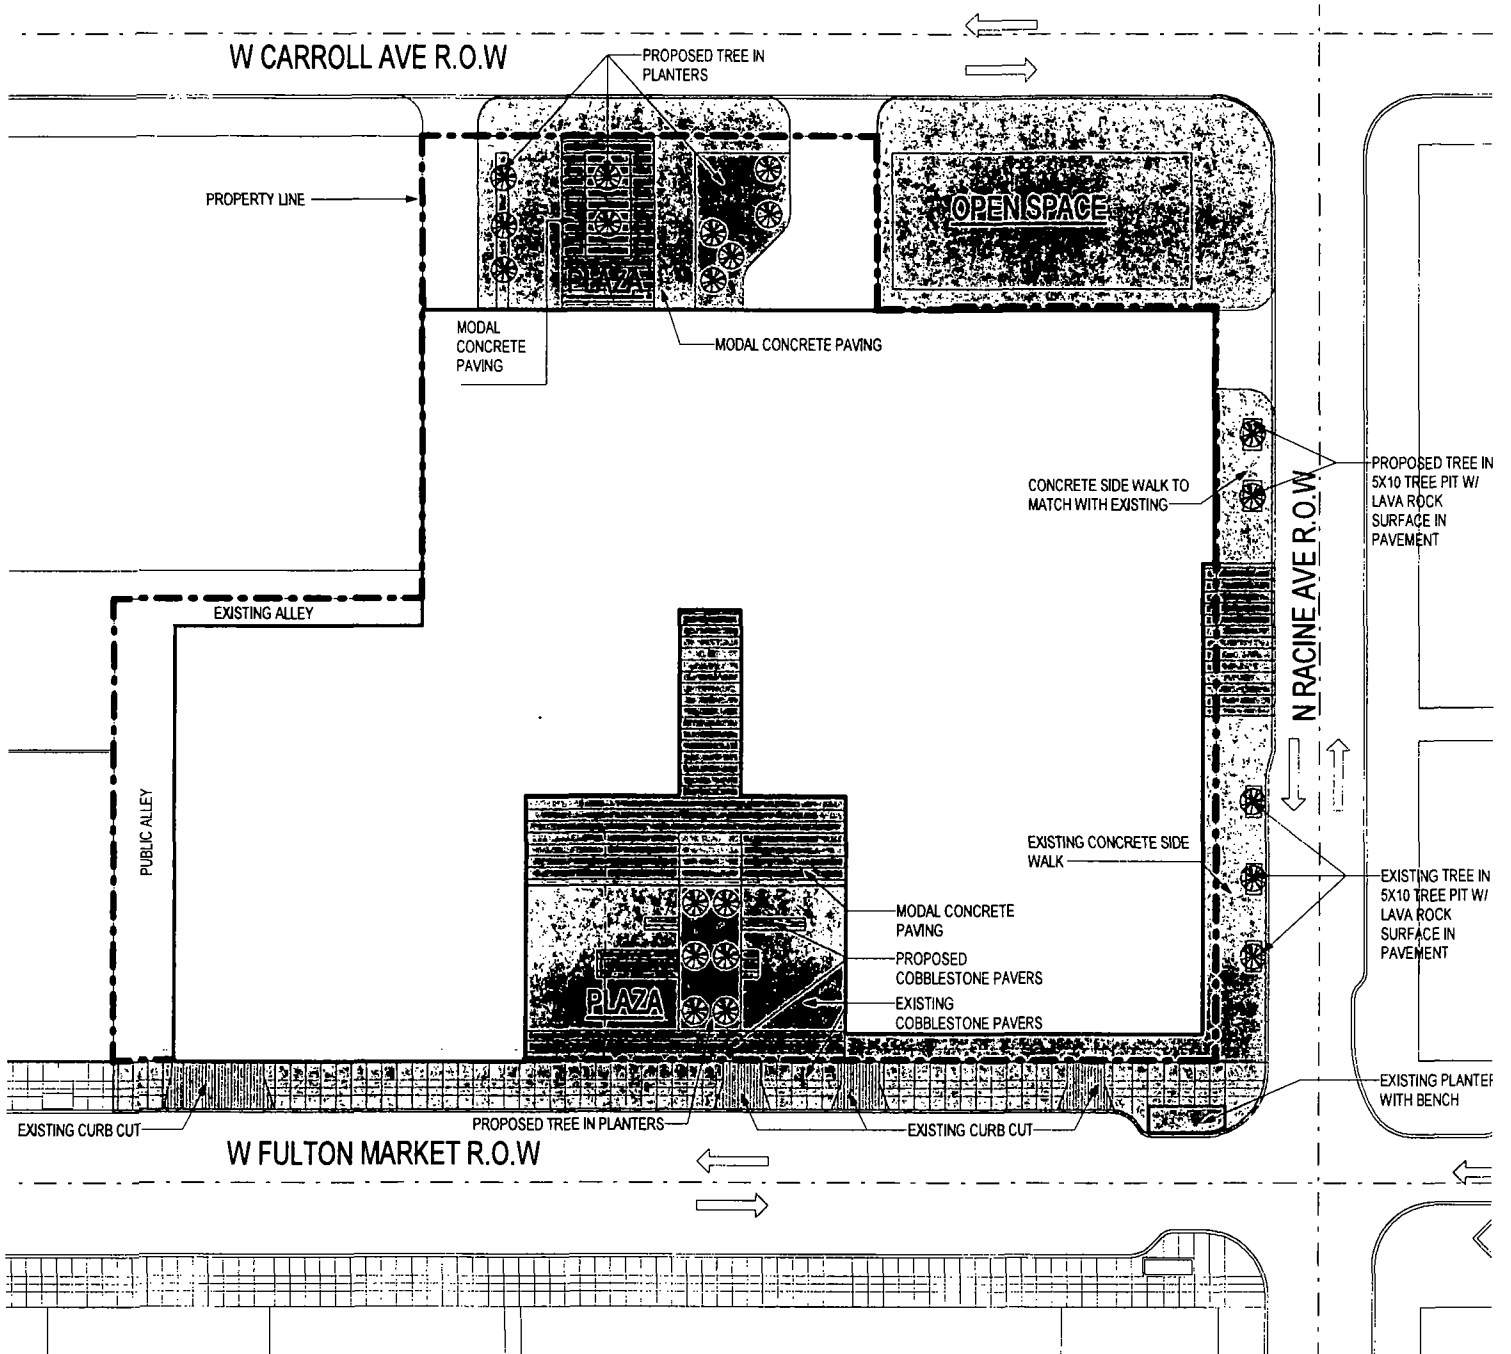 W CARROLL AVE R.O.W
PROPOSED TREE IN
PLANTERS
PROPERTY LINE
OPEN SPACE
PLAZA
MODAL
CONCRETE
PAVING
MODAL CONCRETE PAVING
CONCRETE SIDE WALK TO
MATCH WITH EXISTING
PROPOSED TREE IN
5X10 TREE PIT W/
LAVA ROCK
SURFACE IN
PAVEMENT
N RACINE AVE R.O.W
EXISTING ALLEY
PUBLIC ALLEY
EXISTING CONCRETE SIDE
WALK
EXISTING TREE IN
5X10 TREE PIT W/
LAVA ROCK
SURFACE IN
PAVEMENT
MODAL CONCRETE
PAVING
PROPOSED
COBBLESTONE PAVERS
PLAZA
EXISTING
COBBLESTONE PAVERS
EXISTING PLANTER
WITH BENCH
EXISTING CURB CUT
PROPOSED TREE IN PLANTERS
EXISTING CURB CUT
W FULTON MARKET R.O.W